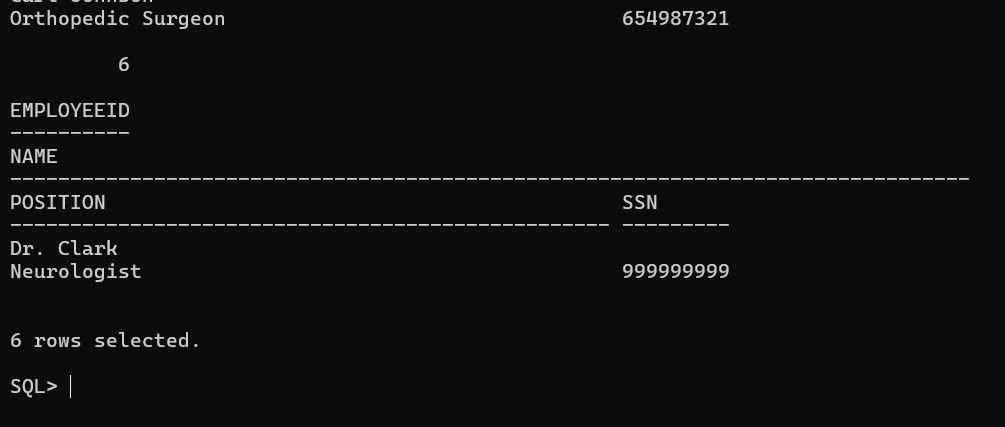 Orthopedic Surgeon 654987321
6
EMPLOYEEID
----------
NAME
--------------------------------------------------------------------------------
POSITION SSN
-------------------------------------------------- ---------
Dr. Clark
Neurologist 999999999
6 rows selected.
SQL>